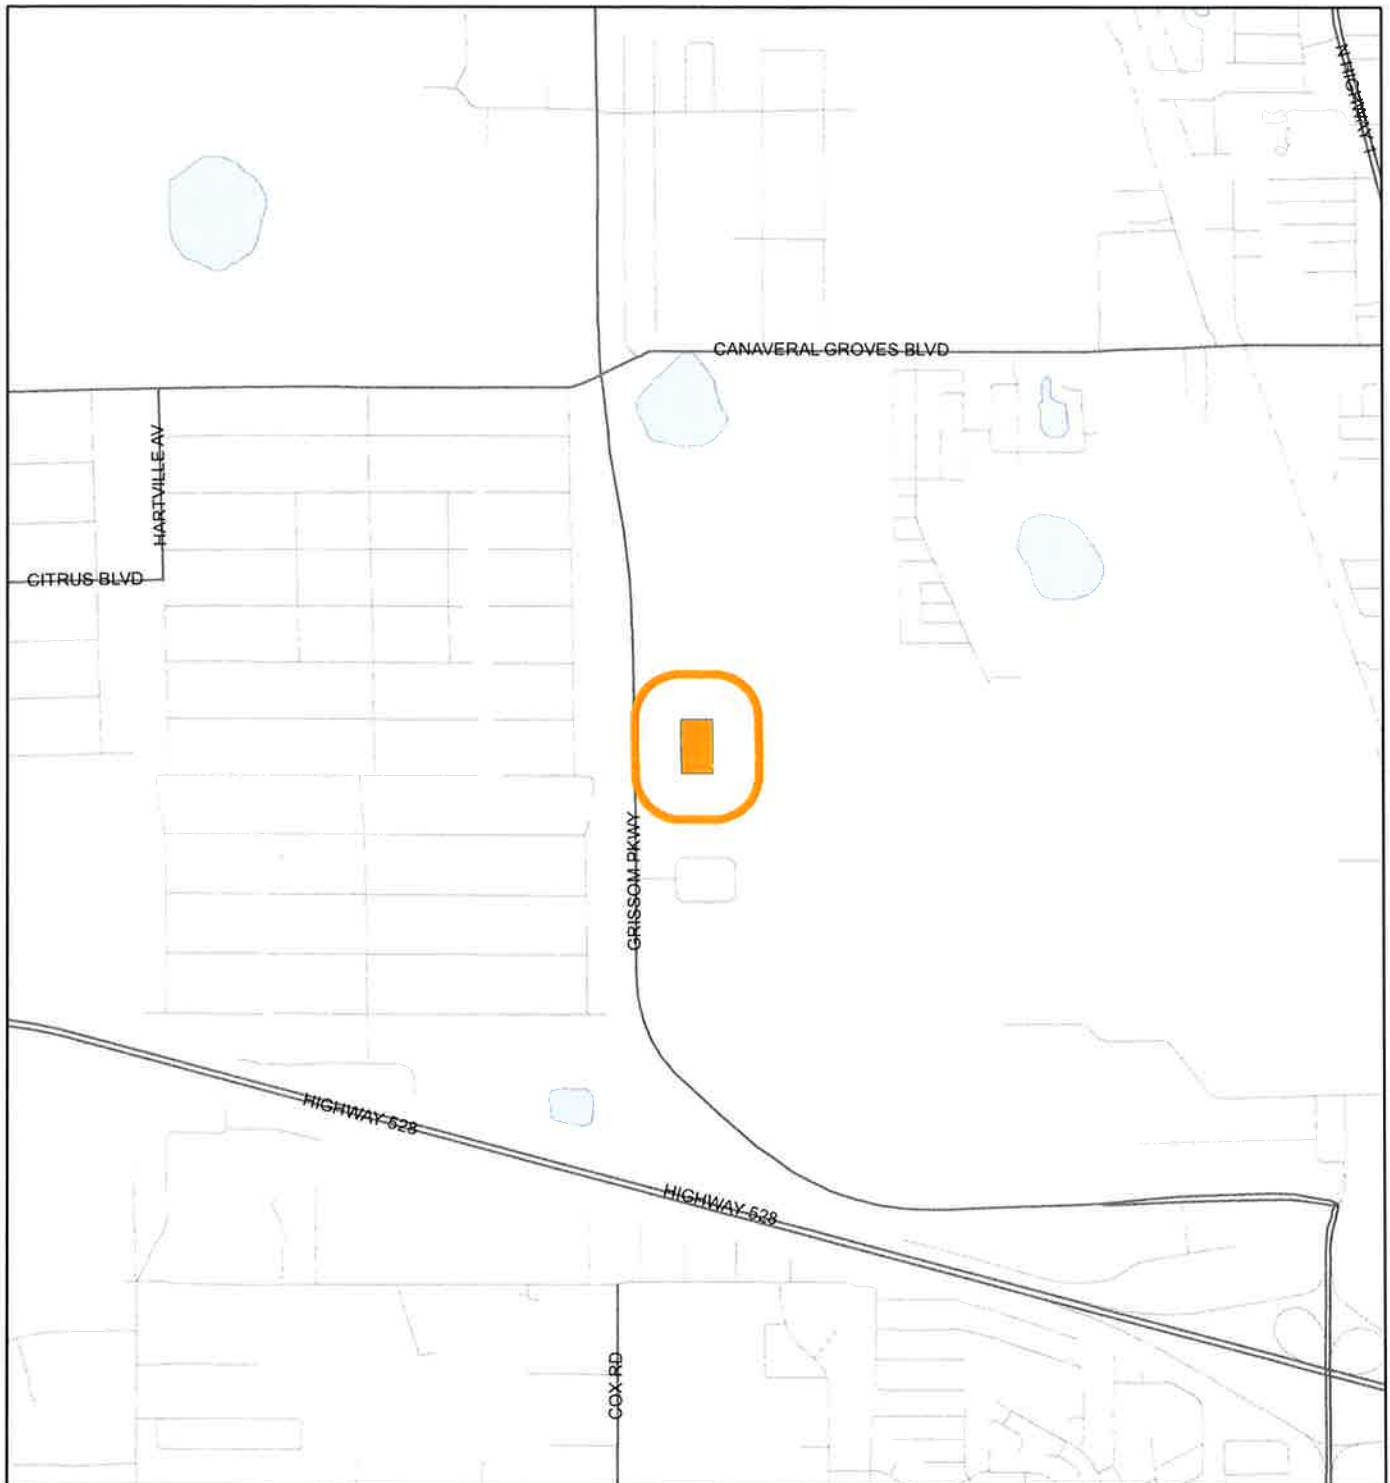 N HIGHWAY 1
CANAVERAL GROVES BLVD
HARTVILLE AV
CITRUS BLVD
GRISSOM PKWY
HIGHWAY 528
HIGHWAY 528
COX RD